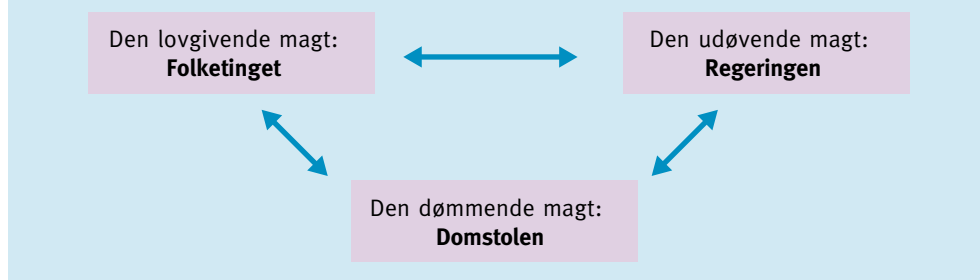 Den lovgivende magt:
Folketinget
Den udøvende magt:
Regeringen
Den dømmende magt:
Domstolen